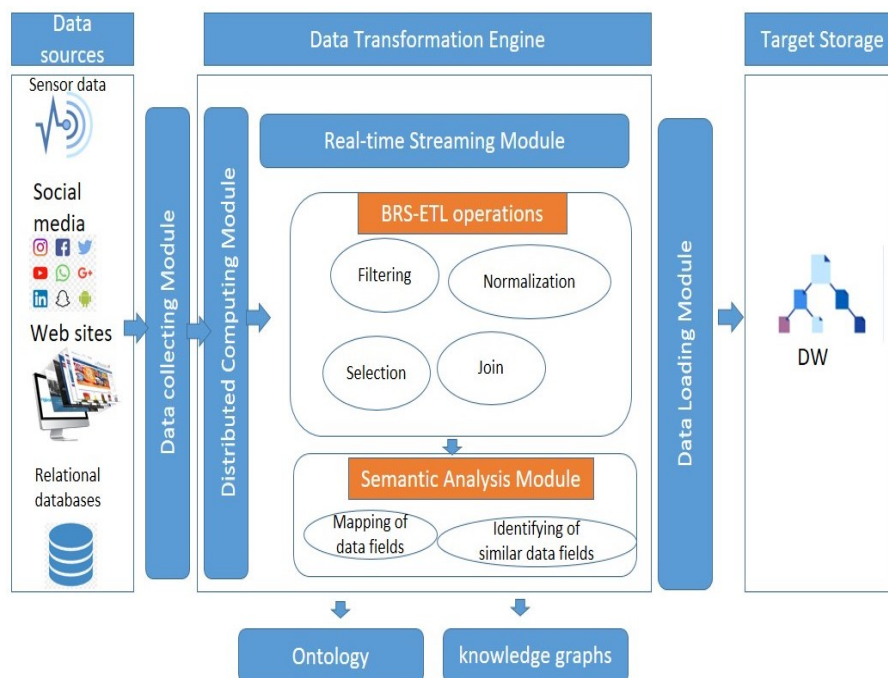 Data
sources
Data Transformation Engine
Target Storage
Sensor data
Social
media
G+
in
Web sites
Relational
databases
Data collecting Module
Distributed Computing Module
Real-time Streaming Module
BRS-ETL operations
Filtering
Normalization
Selection
Join
Semantic Analysis Module
Mapping of
data fields
Identifying of
similar data fields
Data Loading Module
DW
Ontology
knowledge graphs